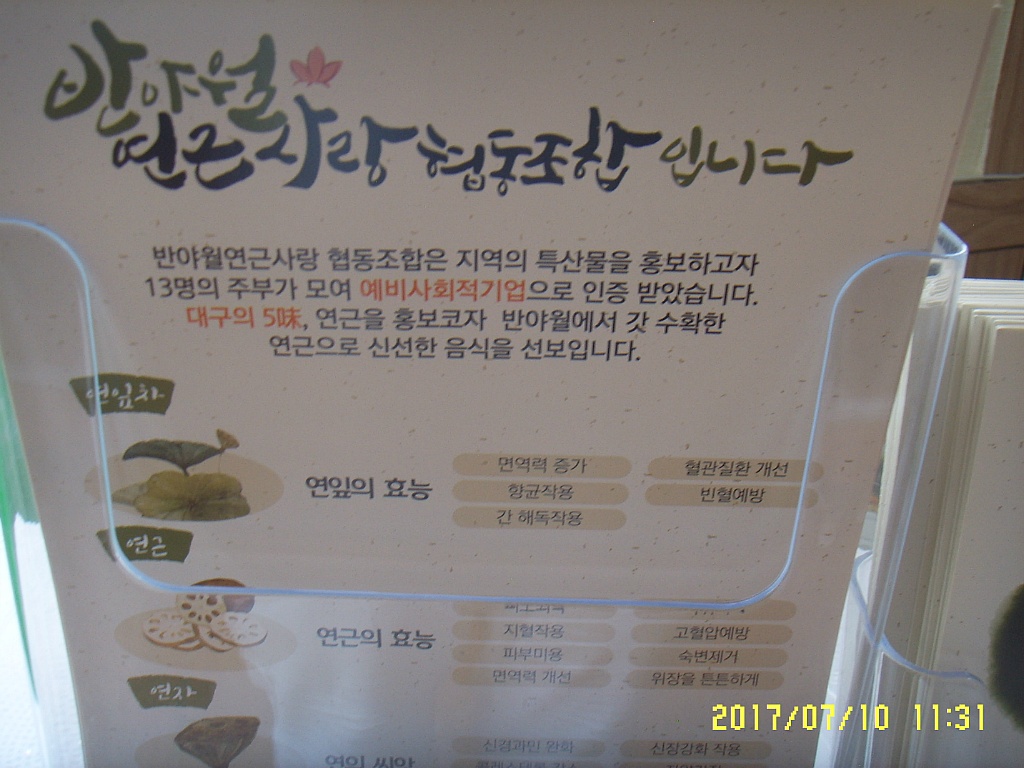 반야월
연근사랑 협동조합 입니다
반야월연근사랑 협동조합은 지역의 특산물을 홍보하고자
13명의 주부가 모여 예비사회적기업으로 인증 받았습니다.
대구의 5味, 연근을 홍보코자 반야월에서 갓 수확한
연근으로 신선한 음식을 선보입니다.
연잎차
연잎의 효능
면역력 증가 혈관질환 개선
항균작용 빈혈예방
간 해독작용
연근
연근의 효능
지혈작용 고혈압예방
피부미용 숙변제거
면역력 개선 위장을 튼튼하게
연자
연의 씨앗
신경과민 완화 신장강화 작용
2017/07/10 11:31